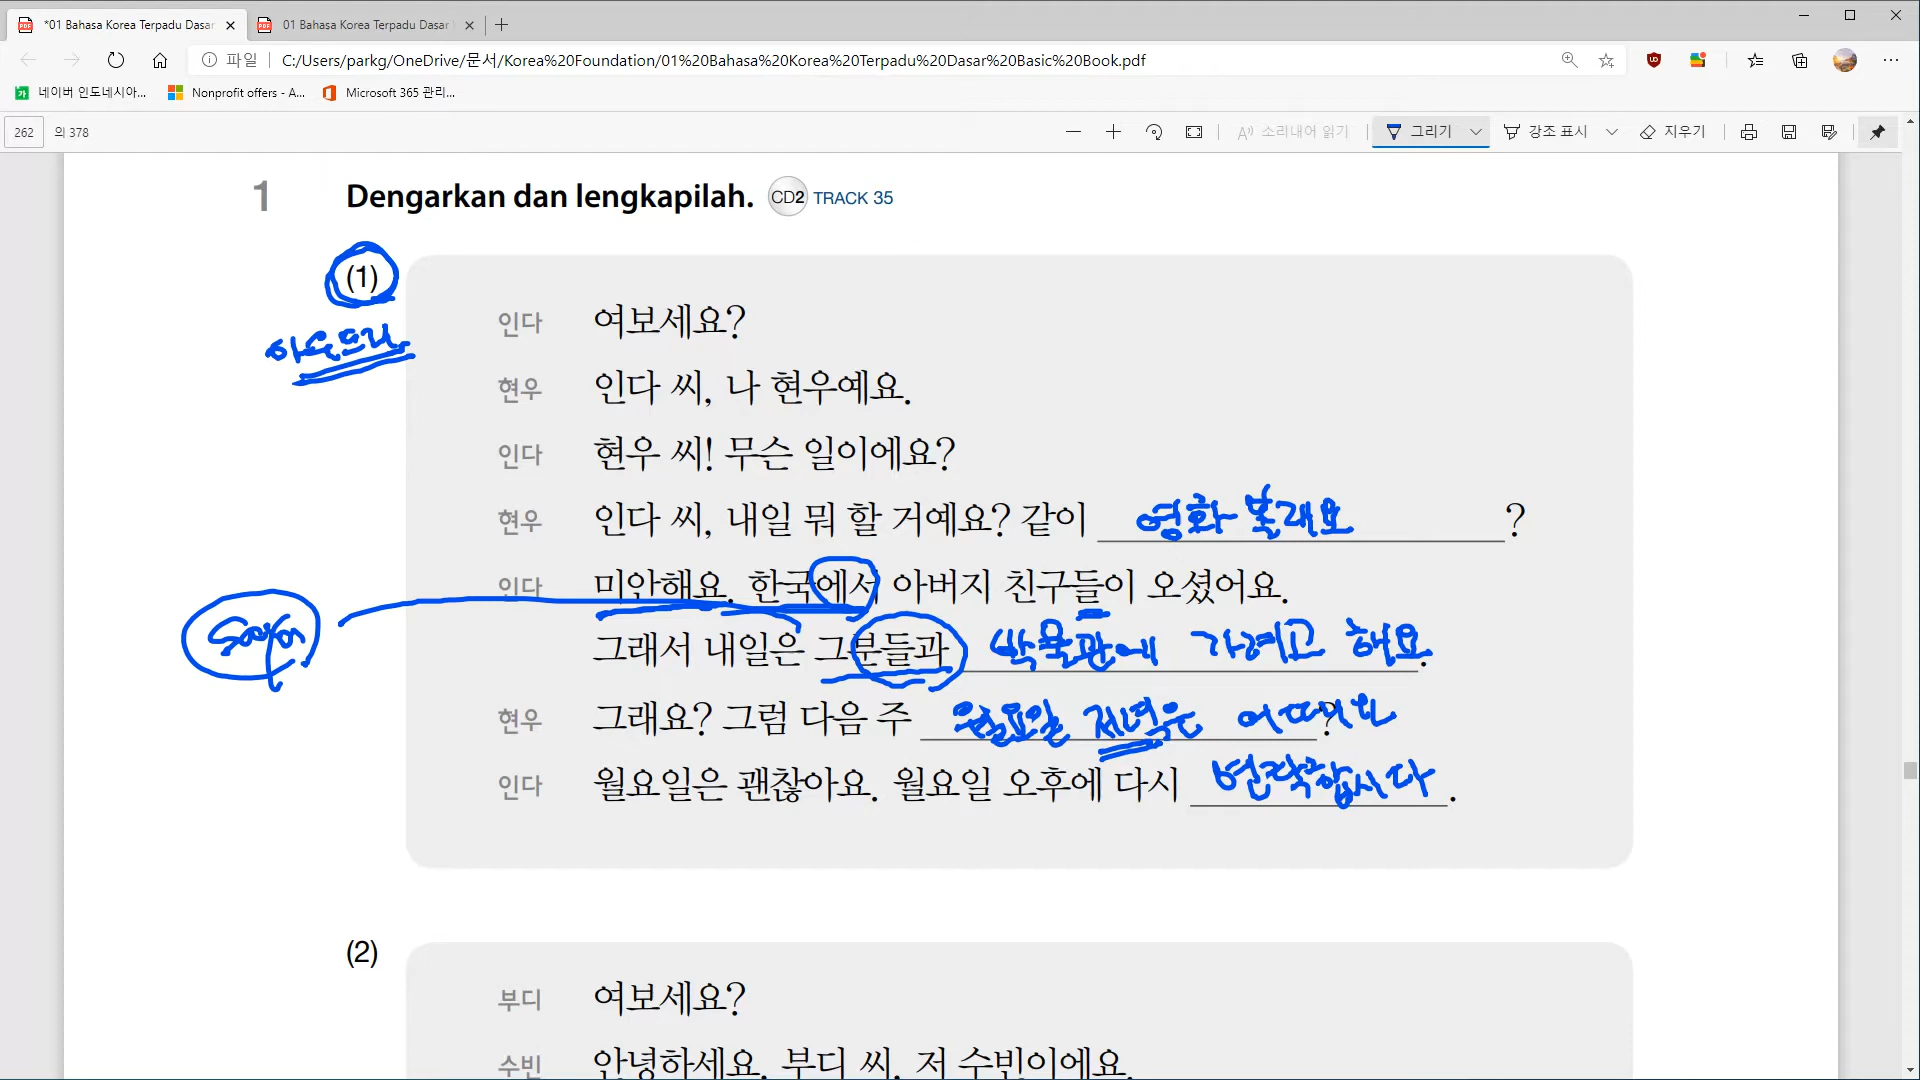 *01 Bahasa Korea Terpadu Dasar
01 Bahasa Korea Terpadu Dasar
파일 C:/Users/parkg/OneDrive/문서/Korea%20Foundation/01%20Bahasa%20Korea%20Terpadu%20Dasar%20Basic%20Book.pdf
네이버 인도네시아... Nonprofit offers - A... Microsoft 365 관리...
262 의 378 소리내어 읽기 그리기 강조 표시 지우기
1 Dengarkan dan lengkapilah. CD2 TRACK 35
(1)
인다 여보세요?
현우 인다 씨, 나 현우예요.
인다 현우 씨! 무슨 일이에요?
현우 인다 씨, 내일 뭐 할 거예요? 같이 영화 볼래요?
인다 미안해요. 한국에서 아버지 친구들이 오셨어요.
그래서 내일은 그분들과 박물관에 가려고 해요.
현우 그래요? 그럼 다음 주 월요일 저녁은 어때요?
인다 월요일은 괜찮아요. 월요일 오후에 다시 연락합시다.
(2)
부디 여보세요?
수빈 안녕하세요. 부디 씨. 저 수빈이에요.